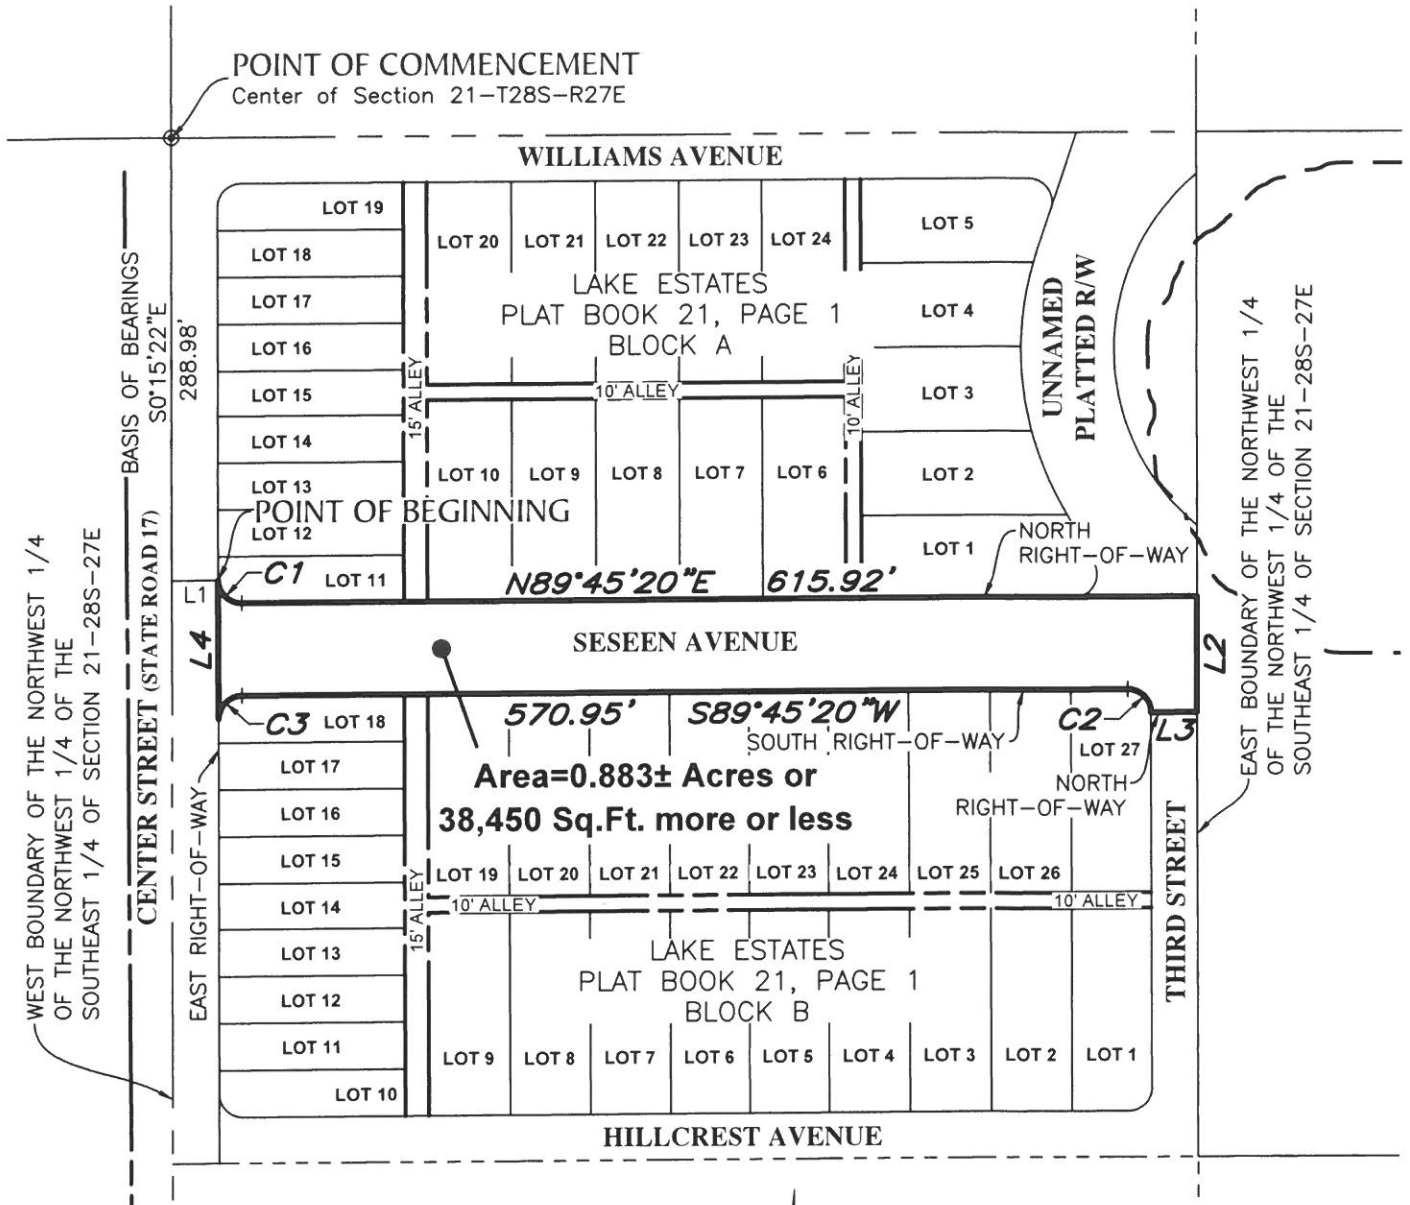 POINT OF COMMENCEMENT
Center of Section 21-T28S-R27E
WILLIAMS AVENUE
LOT 19
LOT 18
LOT 17
LOT 16
LOT 15
LOT 14
LOT 13
LOT 12
LOT 11
LOT 20
LOT 21
LOT 22
LOT 23
LOT 24
LOT 5
LOT 4
LOT 3
LOT 2
LOT 1
LAKE ESTATES
PLAT BOOK 21, PAGE 1
BLOCK A
15' ALLEY
10' ALLEY
10' ALLEY
LOT 10
LOT 9
LOT 8
LOT 7
LOT 6
UNNAMED
PLATTED R/W
BASIS OF BEARINGS
S0°15'22"E
288.98'
POINT OF BEGINNING
C1
L1
L4
N89°45'20"E 615.92'
NORTH
RIGHT-OF-WAY
SESEEN AVENUE
L2
L3
C2
C3
570.95' S89°45'20"W
SOUTH RIGHT-OF-WAY
Area=0.883± Acres or
38,450 Sq.Ft. more or less
LOT 27
NORTH
RIGHT-OF-WAY
LOT 18
LOT 17
LOT 16
LOT 15
LOT 14
LOT 13
LOT 12
LOT 11
LOT 10
LOT 19
LOT 20
LOT 21
LOT 22
LOT 23
LOT 24
LOT 25
LOT 26
15' ALLEY
10' ALLEY
10' ALLEY
LAKE ESTATES
PLAT BOOK 21, PAGE 1
BLOCK B
LOT 9
LOT 8
LOT 7
LOT 6
LOT 5
LOT 4
LOT 3
LOT 2
LOT 1
HILLCREST AVENUE
THIRD STREET
CENTER STREET (STATE ROAD 17)
EAST RIGHT-OF-WAY
WEST BOUNDARY OF THE NORTHWEST 1/4
OF THE NORTHWEST 1/4 OF THE
SOUTHEAST 1/4 OF SECTION 21-28S-27E
EAST BOUNDARY OF THE NORTHWEST 1/4
OF THE NORTHWEST 1/4 OF THE
SOUTHEAST 1/4 OF SECTION 21-28S-27E